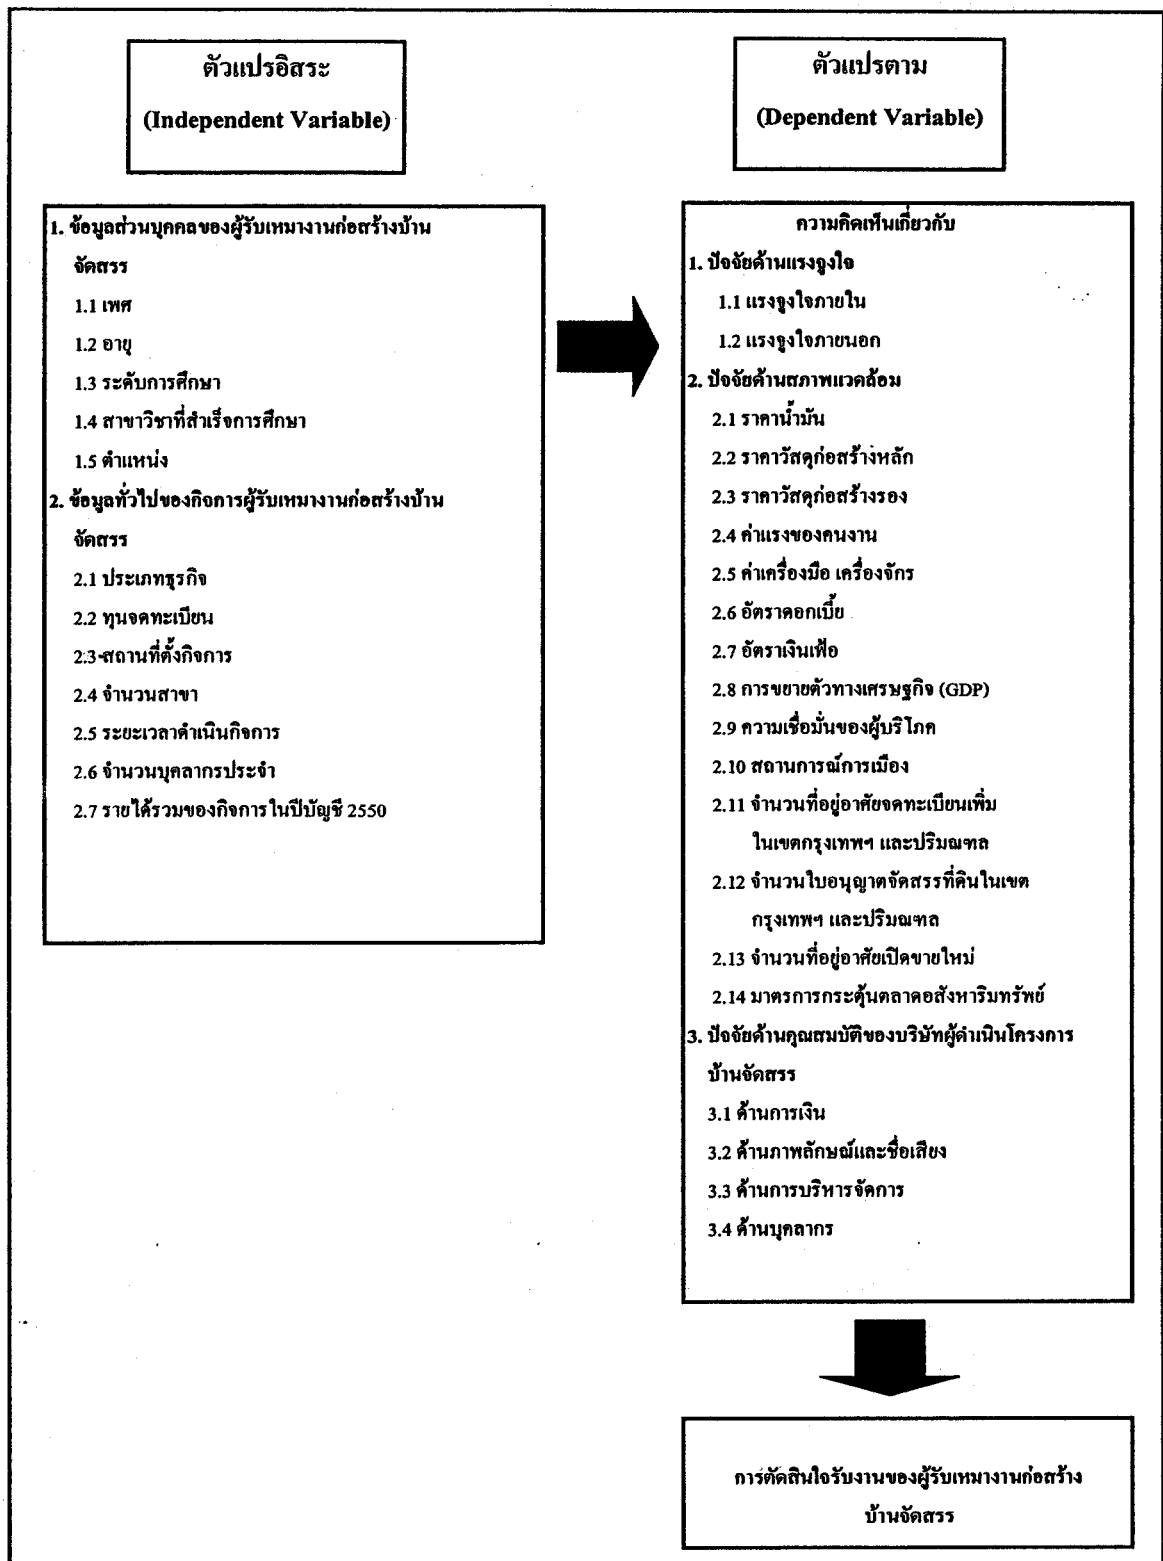 ตัวแปรอิสระ
(Independent Variable)
1. ข้อมูลส่วนบุคคลของผู้รับเหมางานก่อสร้างบ้าน
จัดสรร
1.1 เพศ
1.2 อายุ
1.3 ระดับการศึกษา
1.4 สาขาวิชาที่สำเร็จการศึกษา
1.5 ตำแหน่ง
2. ข้อมูลทั่วไปของกิจการผู้รับเหมางานก่อสร้างบ้าน
จัดสรร
2.1 ประเภทธุรกิจ
2.2 ทุนจดทะเบียน
2.3 สถานที่ตั้งกิจการ
2.4 จำนวนสาขา
2.5 ระยะเวลาดำเนินกิจการ
2.6 จำนวนบุคลากรประจำ
2.7 รายได้รวมของกิจการในปีบัญชี 2550
ตัวแปรตาม
(Dependent Variable)
ความคิดเห็นเกี่ยวกับ
1. ปัจจัยด้านแรงจูงใจ
1.1 แรงจูงใจภายใน
1.2 แรงจูงใจภายนอก
2. ปัจจัยด้านสภาพแวดล้อม
2.1 ราคาน้ำมัน
2.2 ราคาวัสดุก่อสร้างหลัก
2.3 ราคาวัสดุก่อสร้างรอง
2.4 ค่าแรงของคนงาน
2.5 ค่าเครื่องมือ เครื่องจักร
2.6 อัตราดอกเบี้ย
2.7 อัตราเงินเฟ้อ
2.8 การขยายตัวทางเศรษฐกิจ (GDP)
2.9 ความเชื่อมั่นของผู้บริโภค
2.10 สถานการณ์การเมือง
2.11 จำนวนที่อยู่อาศัยจดทะเบียนเพิ่ม
ในเขตกรุงเทพฯ และปริมณฑล
2.12 จำนวนใบอนุญาตจัดสรรที่ดินในเขต
กรุงเทพฯ และปริมณฑล
2.13 จำนวนที่อยู่อาศัยเปิดขายใหม่
2.14 มาตรการกระตุ้นตลาดอสังหาริมทรัพย์
3. ปัจจัยด้านคุณสมบัติของบริษัทผู้ดำเนินโครงการ
บ้านจัดสรร
3.1 ด้านการเงิน
3.2 ด้านภาพลักษณ์และชื่อเสียง
3.3 ด้านการบริหารจัดการ
3.4 ด้านบุคลากร
การตัดสินใจรับงานของผู้รับเหมางานก่อสร้าง
บ้านจัดสรร